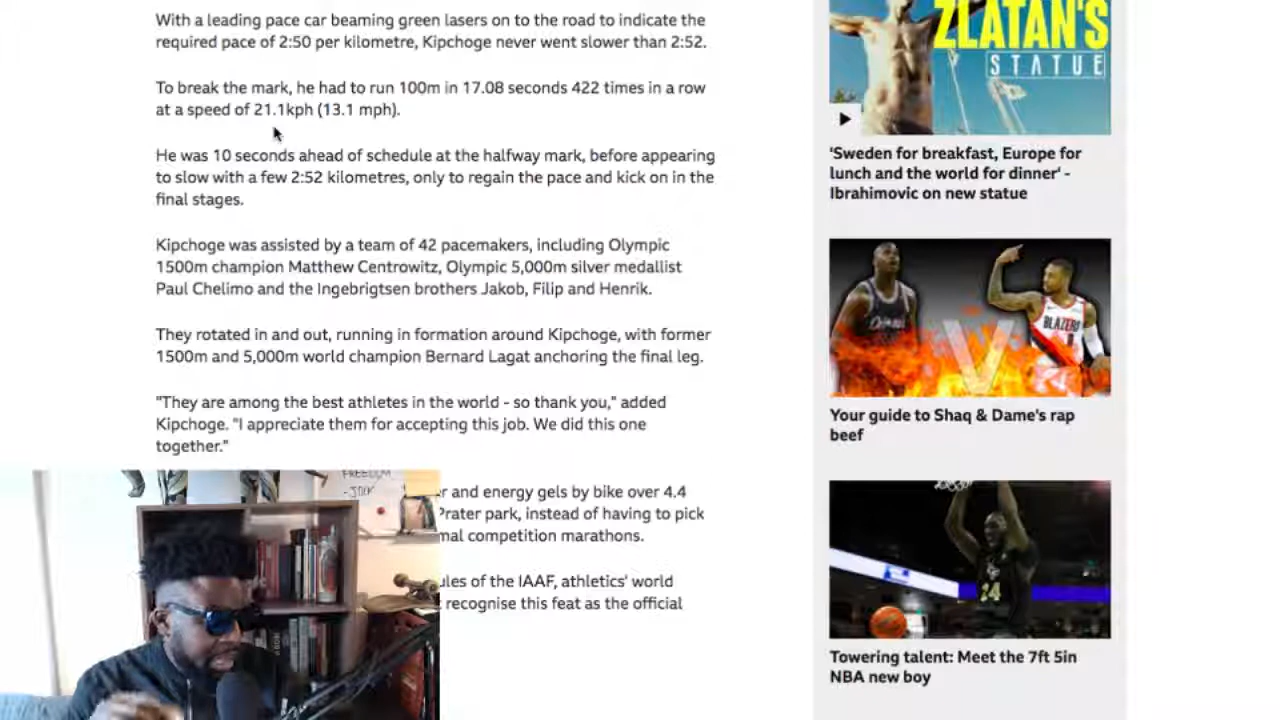 With a leading pace car beaming green lasers on to the road to indicate the
required pace of 2:50 per kilometre, Kipchoge never went slower than 2:52.
To break the mark, he had to run 100m in 17.08 seconds 422 times in a row
at a speed of 21.1kph (13.1 mph).
He was 10 seconds ahead of schedule at the halfway mark, before appearing
to slow with a few 2:52 kilometres, only to regain the pace and kick on in the
final stages.
Kipchoge was assisted by a team of 42 pacemakers, including Olympic
1500m champion Matthew Centrowitz, Olympic 5,000m silver medallist
Paul Chelimo and the Ingebrigtsen brothers Jakob, Filip and Henrik.
They rotated in and out, running in formation around Kipchoge, with former
1500m and 5,000m world champion Bernard Lagat anchoring the final leg.
"They are among the best athletes in the world - so thank you," added
Kipchoge. "I appreciate them for accepting this job. We did this one
together."
r and energy gels by bike over 4.4
Prater park, instead of having to pick
mal competition marathons.
ules of the IAAF, athletics' world
recognise this feat as the official
FREEDOM
ZLATAN'S
STATUE
'Sweden for breakfast, Europe for
lunch and the world for dinner' -
Ibrahimovic on new statue
V
BLAZERS
Your guide to Shaq & Dame's rap
beef
24
Towering talent: Meet the 7ft 5in
NBA new boy